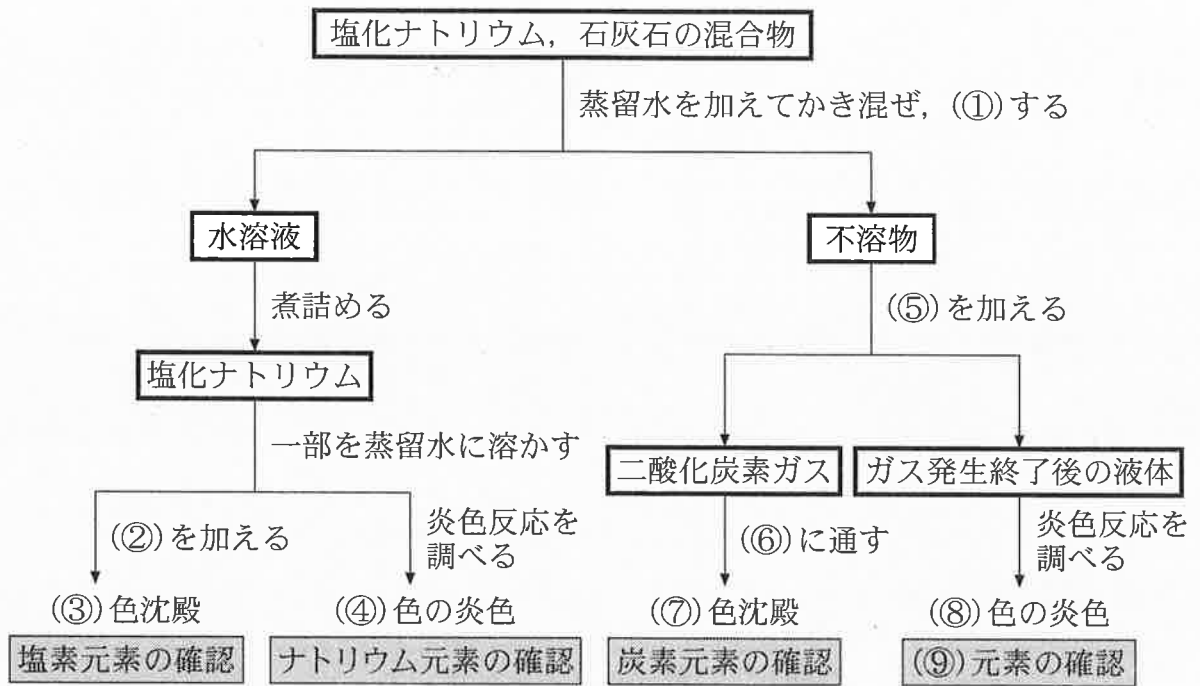 塩化ナトリウム，石灰石の混合物
蒸留水を加えてかき混ぜ，(①)する
水溶液
不溶物
煮詰める
(⑤)を加える
塩化ナトリウム
一部を蒸留水に溶かす
二酸化炭素ガス
ガス発生終了後の液体
(②)を加える
炎色反応を
調べる
(⑥)に通す
炎色反応を
調べる
(③)色沈殿
(④)色の炎色
(⑦)色沈殿
(⑧)色の炎色
塩素元素の確認
ナトリウム元素の確認
炭素元素の確認
(⑨)元素の確認